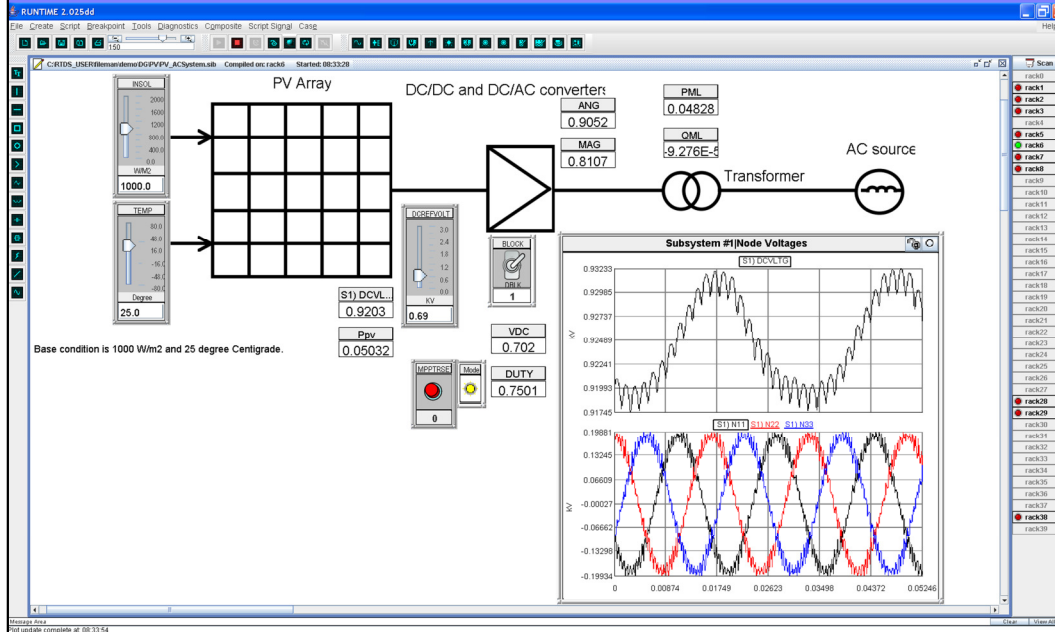 RUNTIME 2.025dd
File Create Script Breakpoint Tools Diagnostics Composite Script Signal Case Help
150
C:\RTDS_USER\fileman\demo\DG\PV\PV_ACSystem.sib Compiled on: rack6 Started: 08:33:28
PV Array
DC/DC and DC/AC converters
AC source
Transformer
INSOL
2000
1600
1200
800.0
400.0
0.0
W/M2
1000.0
TEMP
80.0
48.0
16.0
-16.0
-48.0
-80.0
Degree
25.0
Base condition is 1000 W/m2 and 25 degree Centigrade.
S1) DCVL...
0.9203
Ppv
0.05032
DCREFVOLT
3.0
2.4
1.8
1.2
0.6
0.0
KV
0.69
MPPTRSE
0
Mode
BLOCK
DBLK
1
VDC
0.702
DUTY
0.7501
ANG
0.9052
MAG
0.8107
PML
0.04828
QML
-9.276E-5
Subsystem #1|Node Voltages
S1) DCVLTG
0.93233
0.92985
0.92737
0.92489
0.92241
0.91993
0.91745
kV
S1) N11 S1) N22 S1) N33
0.19881
0.13245
0.06609
-0.00027
-0.06662
-0.13298
-0.19934
kV
0 0.00874 0.01749 0.02623 0.03498 0.04372 0.05246
Scan
rack0
rack1
rack2
rack3
rack4
rack5
rack6
rack7
rack8
rack9
rack10
rack11
rack12
rack13
rack14
rack15
rack16
rack17
rack18
rack19
rack20
rack21
rack22
rack23
rack24
rack25
rack26
rack27
rack28
rack29
rack30
rack31
rack32
rack33
rack34
rack35
rack36
rack37
rack38
rack39
Message Area
Clear View All
Plot update complete at: 08:33:54